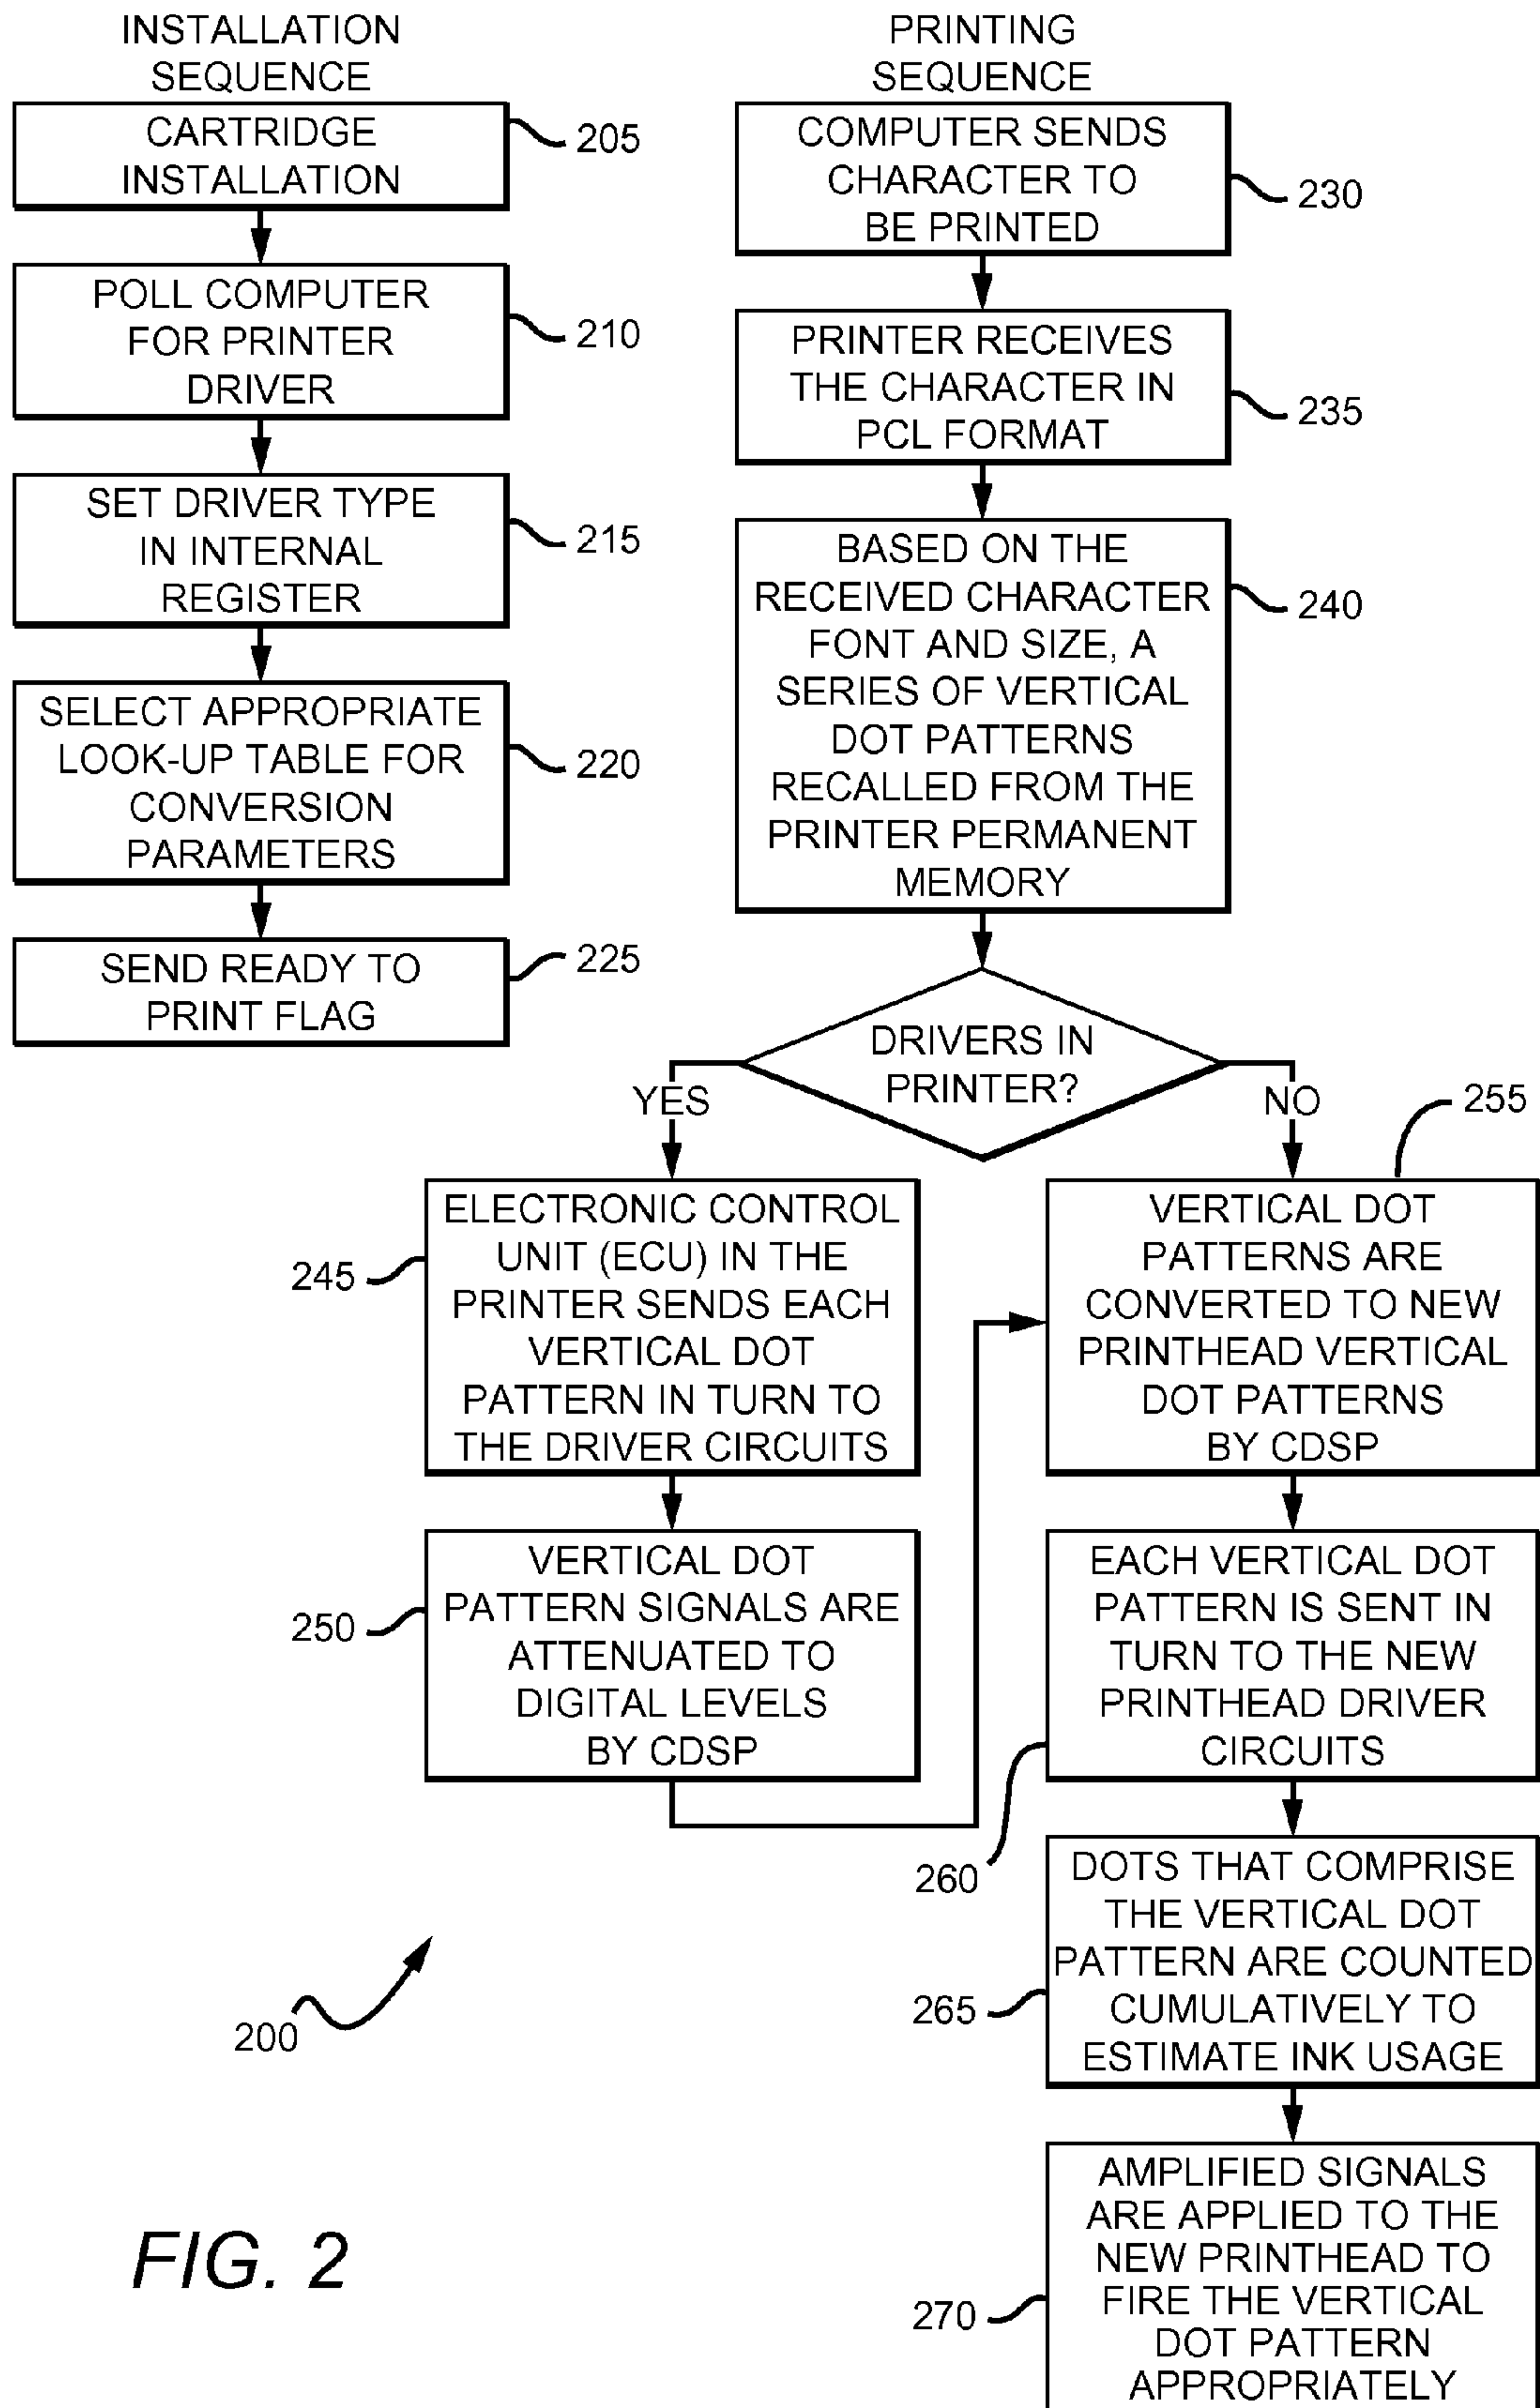 INSTALLATION
SEQUENCE
CARTRIDGE
INSTALLATION
205
POLL COMPUTER
FOR PRINTER
DRIVER
210
SET DRIVER TYPE
IN INTERNAL
REGISTER
215
SELECT APPROPRIATE
LOOK-UP TABLE FOR
CONVERSION
PARAMETERS
220
SEND READY TO
PRINT FLAG
225
PRINTING
SEQUENCE
COMPUTER SENDS
CHARACTER TO
BE PRINTED
230
PRINTER RECEIVES
THE CHARACTER IN
PCL FORMAT
235
BASED ON THE
RECEIVED CHARACTER
FONT AND SIZE, A
SERIES OF VERTICAL
DOT PATTERNS
RECALLED FROM THE
PRINTER PERMANENT
MEMORY
240
DRIVERS IN
PRINTER?
YES
NO
ELECTRONIC CONTROL
UNIT (ECU) IN THE
PRINTER SENDS EACH
VERTICAL DOT
PATTERN IN TURN TO
THE DRIVER CIRCUITS
245
VERTICAL DOT
PATTERN SIGNALS ARE
ATTENUATED TO
DIGITAL LEVELS
BY CDSP
250
255
VERTICAL DOT
PATTERNS ARE
CONVERTED TO NEW
PRINTHEAD VERTICAL
DOT PATTERNS
BY CDSP
EACH VERTICAL DOT
PATTERN IS SENT IN
TURN TO THE NEW
PRINTHEAD DRIVER
CIRCUITS
260
DOTS THAT COMPRISE
THE VERTICAL DOT
PATTERN ARE COUNTED
CUMULATIVELY TO
ESTIMATE INK USAGE
265
AMPLIFIED SIGNALS
ARE APPLIED TO THE
NEW PRINTHEAD TO
FIRE THE VERTICAL
DOT PATTERN
APPROPRIATELY
270
200
FIG. 2